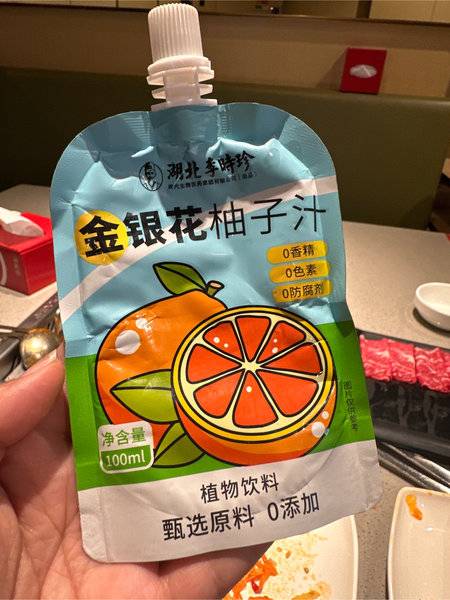 湖北李時珍
金银花柚子汁
0香精
0色素
0防腐剂
图片仅供参考
净含量
100ml
植物饮料
甄选原料 0添加